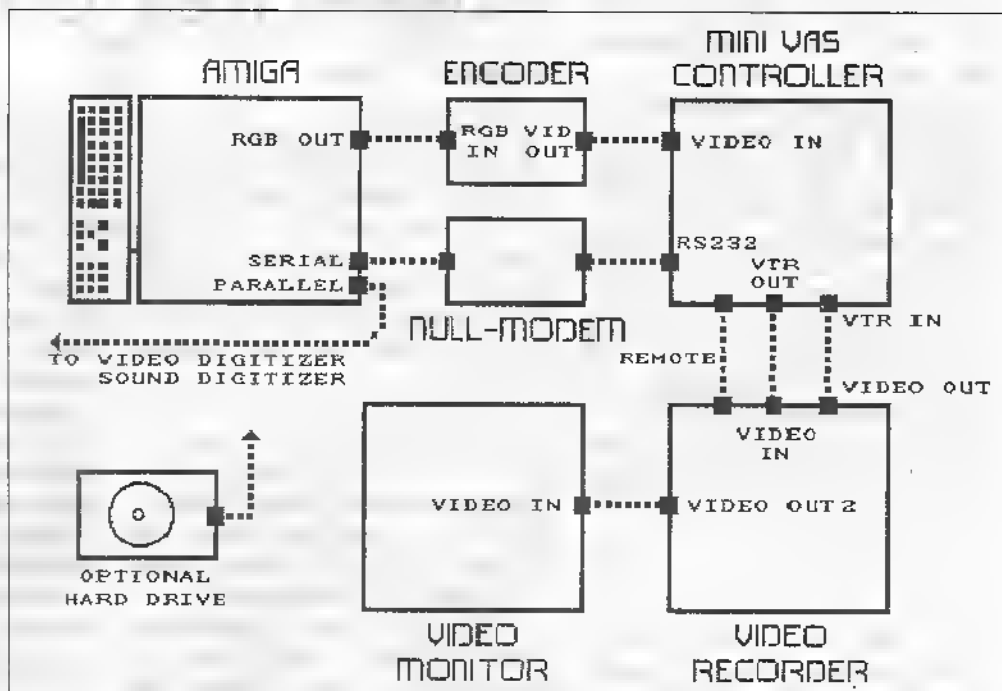 AMIGA
ENCODER
MINI VAS
CONTROLLER
RGB OUT
RGB VID
IN OUT
VIDEO IN
SERIAL
PARALLEL
RS232
VTR
OUT
NULL-MODEM
VTR IN
TO VIDEO DIGITIZER
SOUND DIGITIZER
REMOTE
VIDEO OUT
VIDEO
IN
VIDEO IN
VIDEO OUT 2
OPTIONAL
HARD DRIVE
VIDEO
MONITOR
VIDEO
RECORDER